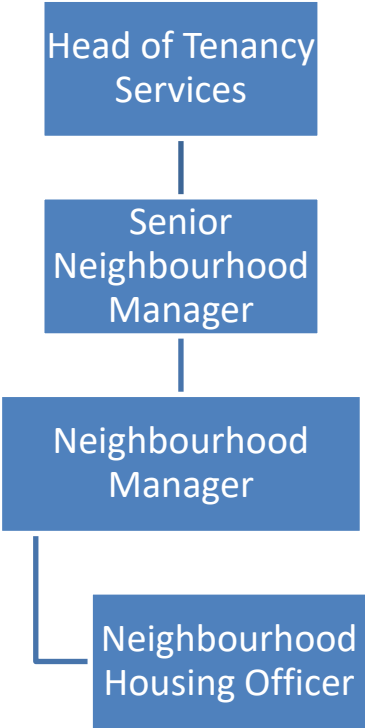 Head of Tenancy
Services
Senior
Neighbourhood
Manager
Neighbourhood
Manager
Neighbourhood
Housing Officer